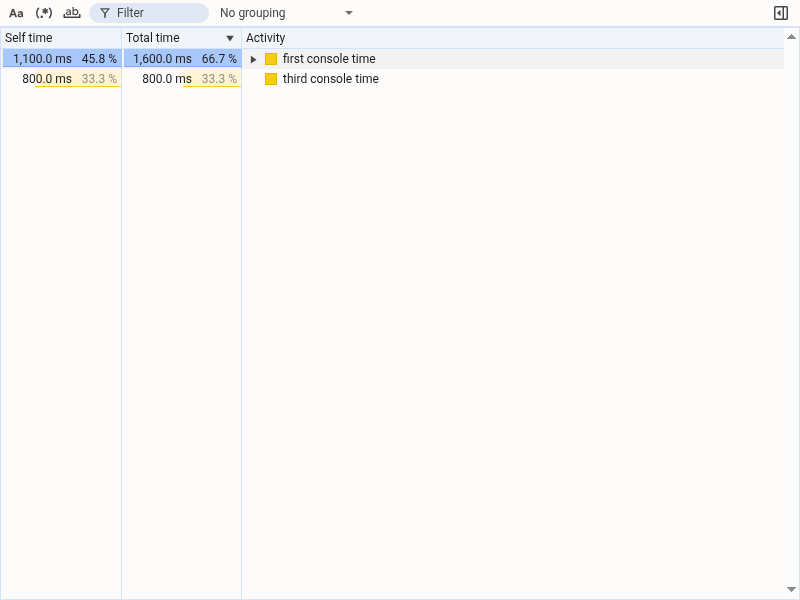 Aa (.*) ab Filter No grouping
Self time Total time Activity
1,100.0 ms 45.8 % 1,600.0 ms 66.7 % first console time
800.0 ms 33.3 % 800.0 ms 33.3 % third console time